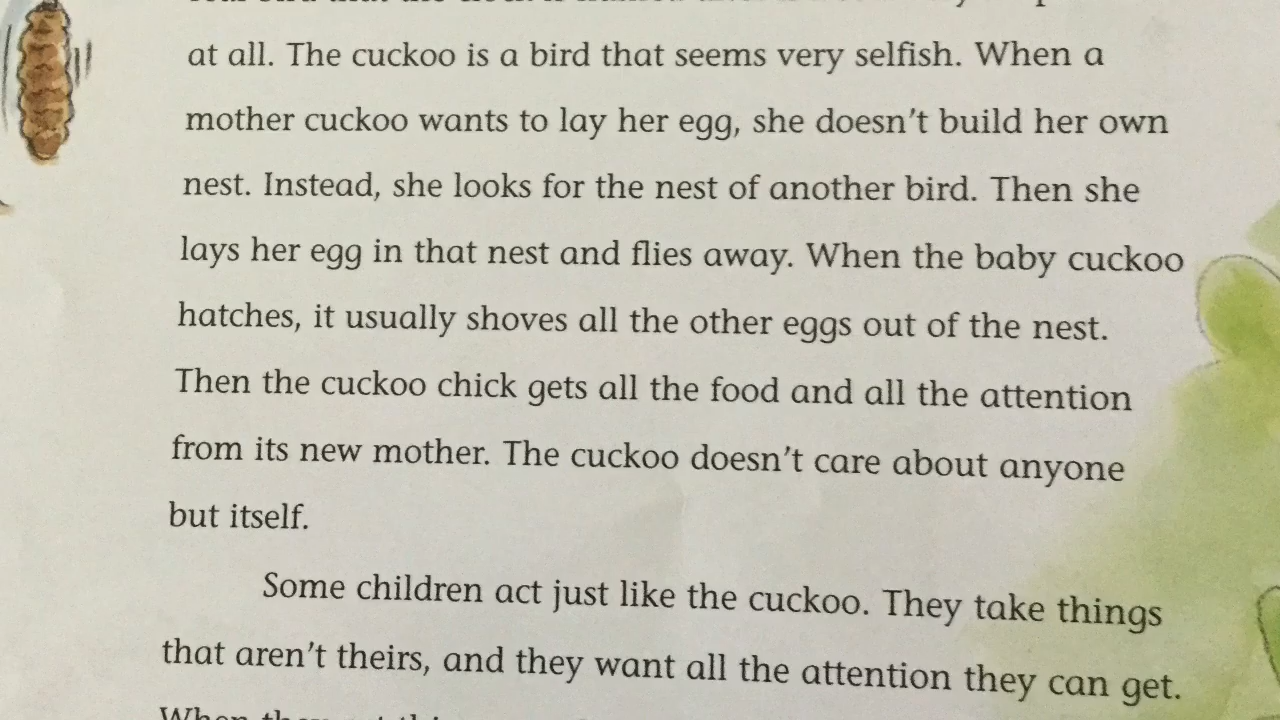 at all. The cuckoo is a bird that seems very selfish. When a
mother cuckoo wants to lay her egg, she doesn't build her own
nest. Instead, she looks for the nest of another bird. Then she
lays her egg in that nest and flies away. When the baby cuckoo
hatches, it usually shoves all the other eggs out of the nest.
Then the cuckoo chick gets all the food and all the attention
from its new mother. The cuckoo doesn't care about anyone
but itself.
Some children act just like the cuckoo. They take things
that aren't theirs, and they want all the attention they can get.
When they